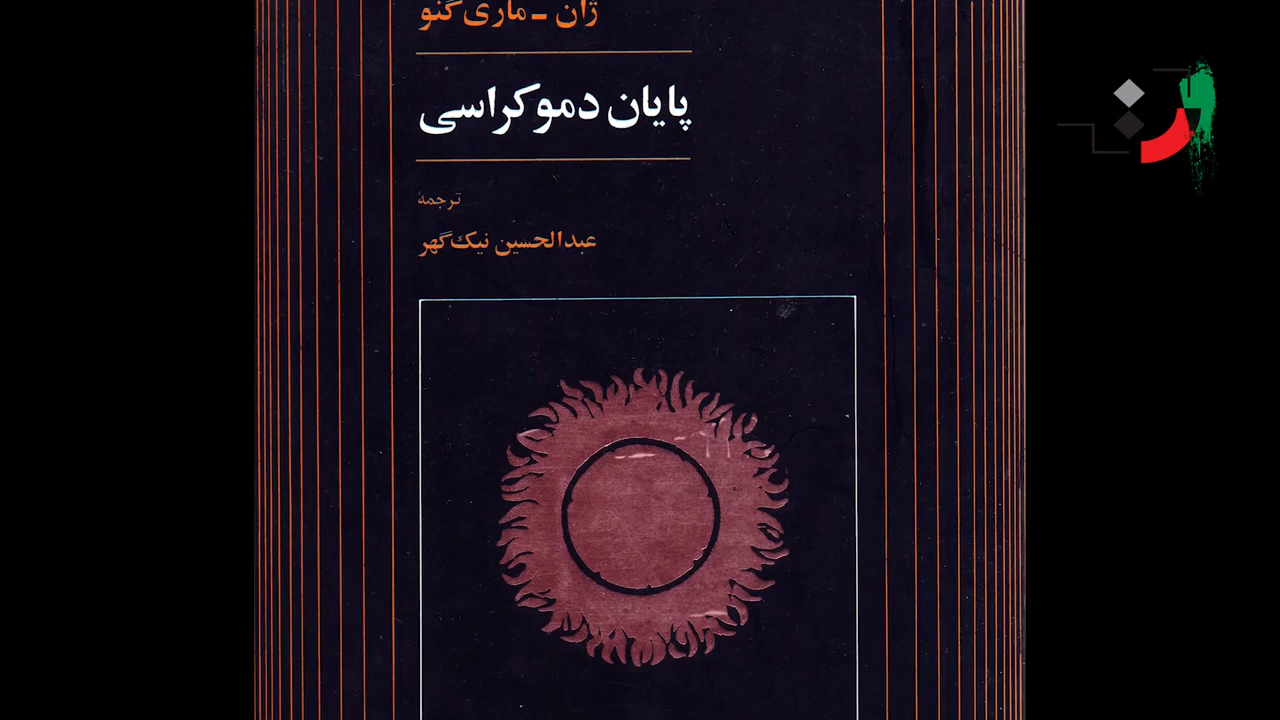 ژان ـ ماری گنو
پایان دموکراسی
ترجمهٔ
عبدالحسین نیک‌گهر